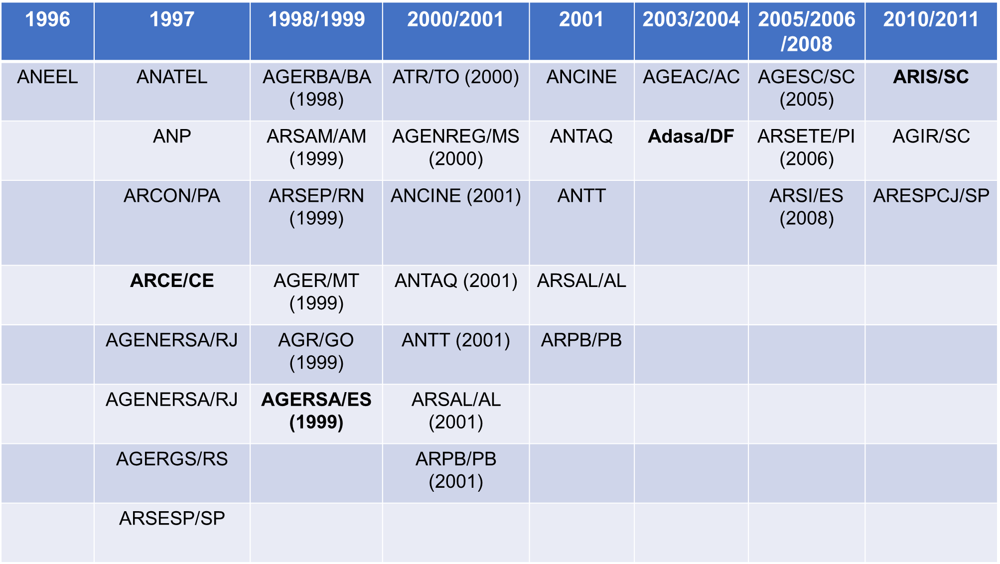 1996
1997
1998/1999
2000/2001
2001
2003/2004
2005/2006
/2008
2010/2011
ANEEL
ANATEL
AGERBA/BA
(1998)
ATR/TO (2000)
ANCINE
AGEAC/AC
AGESC/SC
(2005)
ARIS/SC
ANP
ARSAM/AM
(1999)
AGENREG/MS
(2000)
ANTAQ
Adasa/DF
ARSETE/PI
(2006)
AGIR/SC
ARCON/PA
ARSEP/RN
(1999)
ANCINE (2001)
ANTT
ARSI/ES
(2008)
ARESPCJ/SP
ARCE/CE
AGER/MT
(1999)
ANTAQ (2001)
ARSAL/AL
AGENERSA/RJ
AGR/GO
(1999)
ANTT (2001)
ARPB/PB
AGENERSA/RJ
AGERSA/ES
(1999)
ARSAL/AL
(2001)
AGERGS/RS
ARPB/PB
(2001)
ARSESP/SP